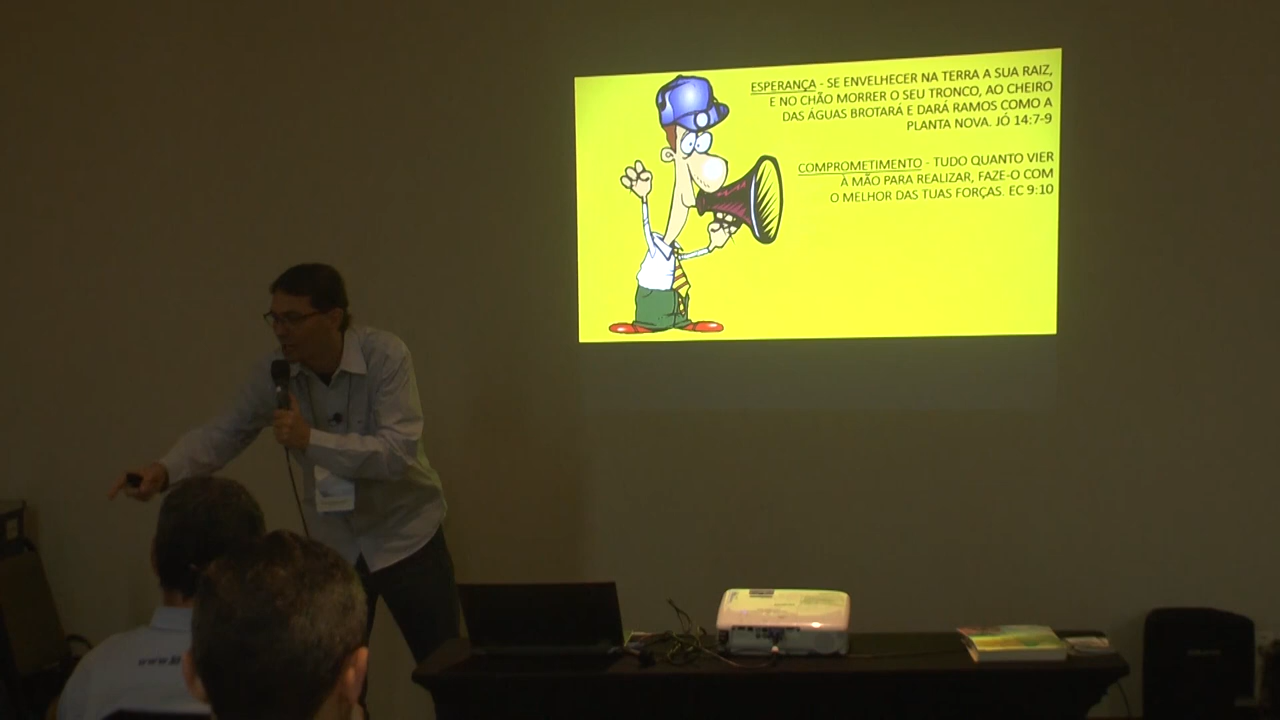 ESPERANÇA - SE ENVELHECER NA TERRA A SUA RAIZ,
E NO CHÃO MORRER O SEU TRONCO, AO CHEIRO
DAS ÁGUAS BROTARÁ E DARÁ RAMOS COMO A
PLANTA NOVA. JÓ 14:7-9
COMPROMETIMENTO - TUDO QUANTO VIER
À MÃO PARA REALIZAR, FAZE-O COM
O MELHOR DAS TUAS FORÇAS. EC 9:10